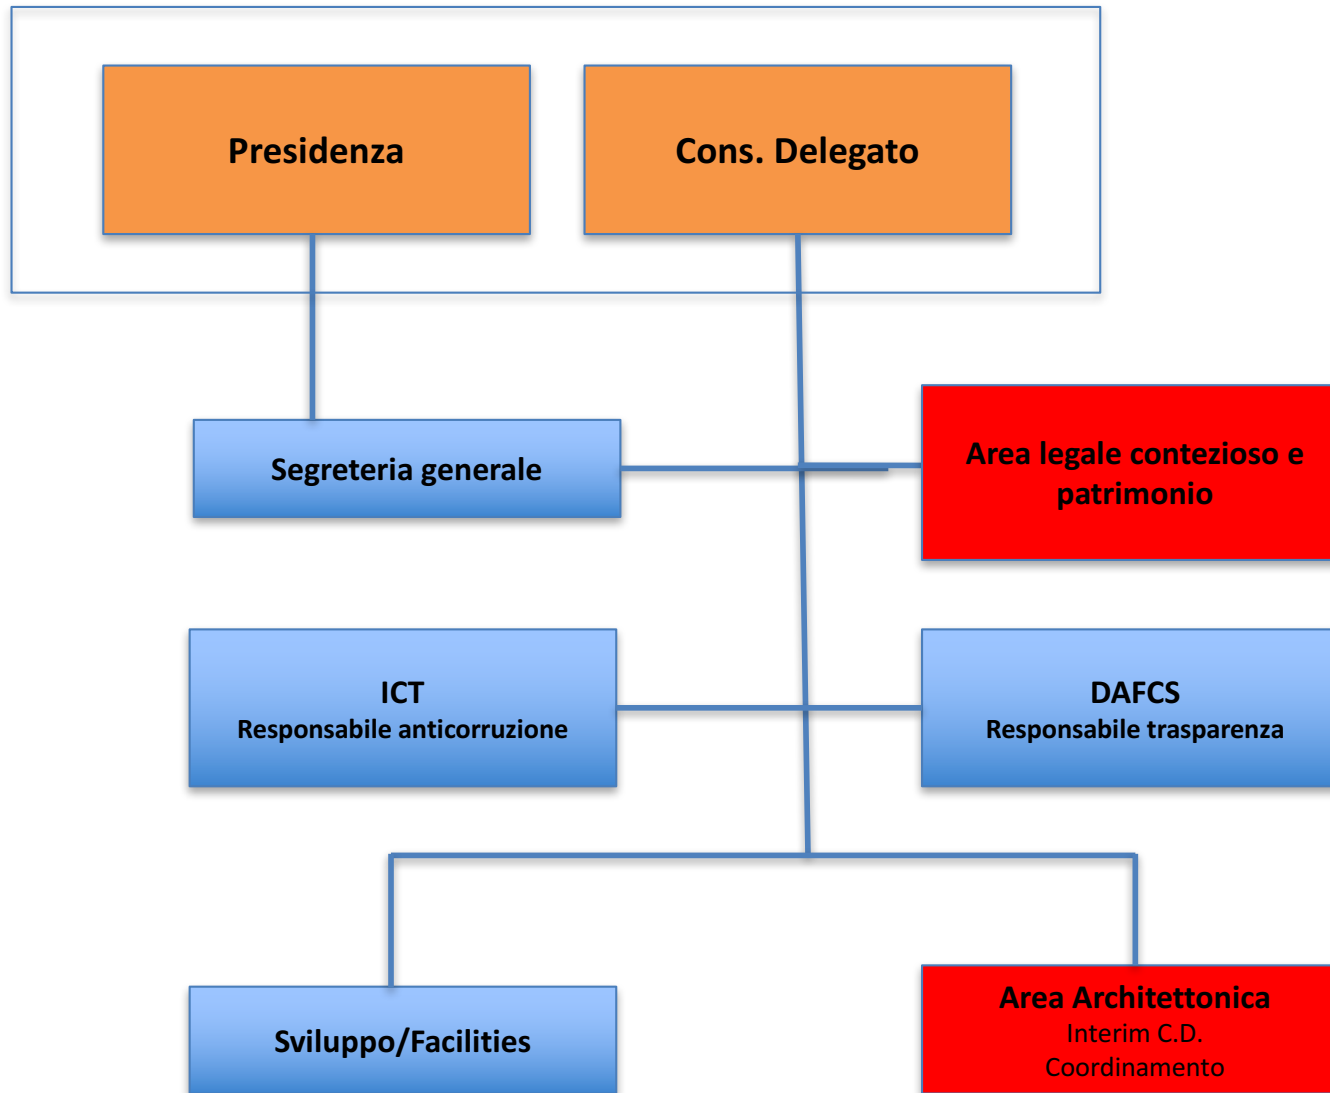 Presidenza
Cons. Delegato
Segreteria generale
Area legale contezioso e
patrimonio
ICT
Responsabile anticorruzione
DAFCS
Responsabile trasparenza
Sviluppo/Facilities
Area Architettonica
Interim C.D.
Coordinamento